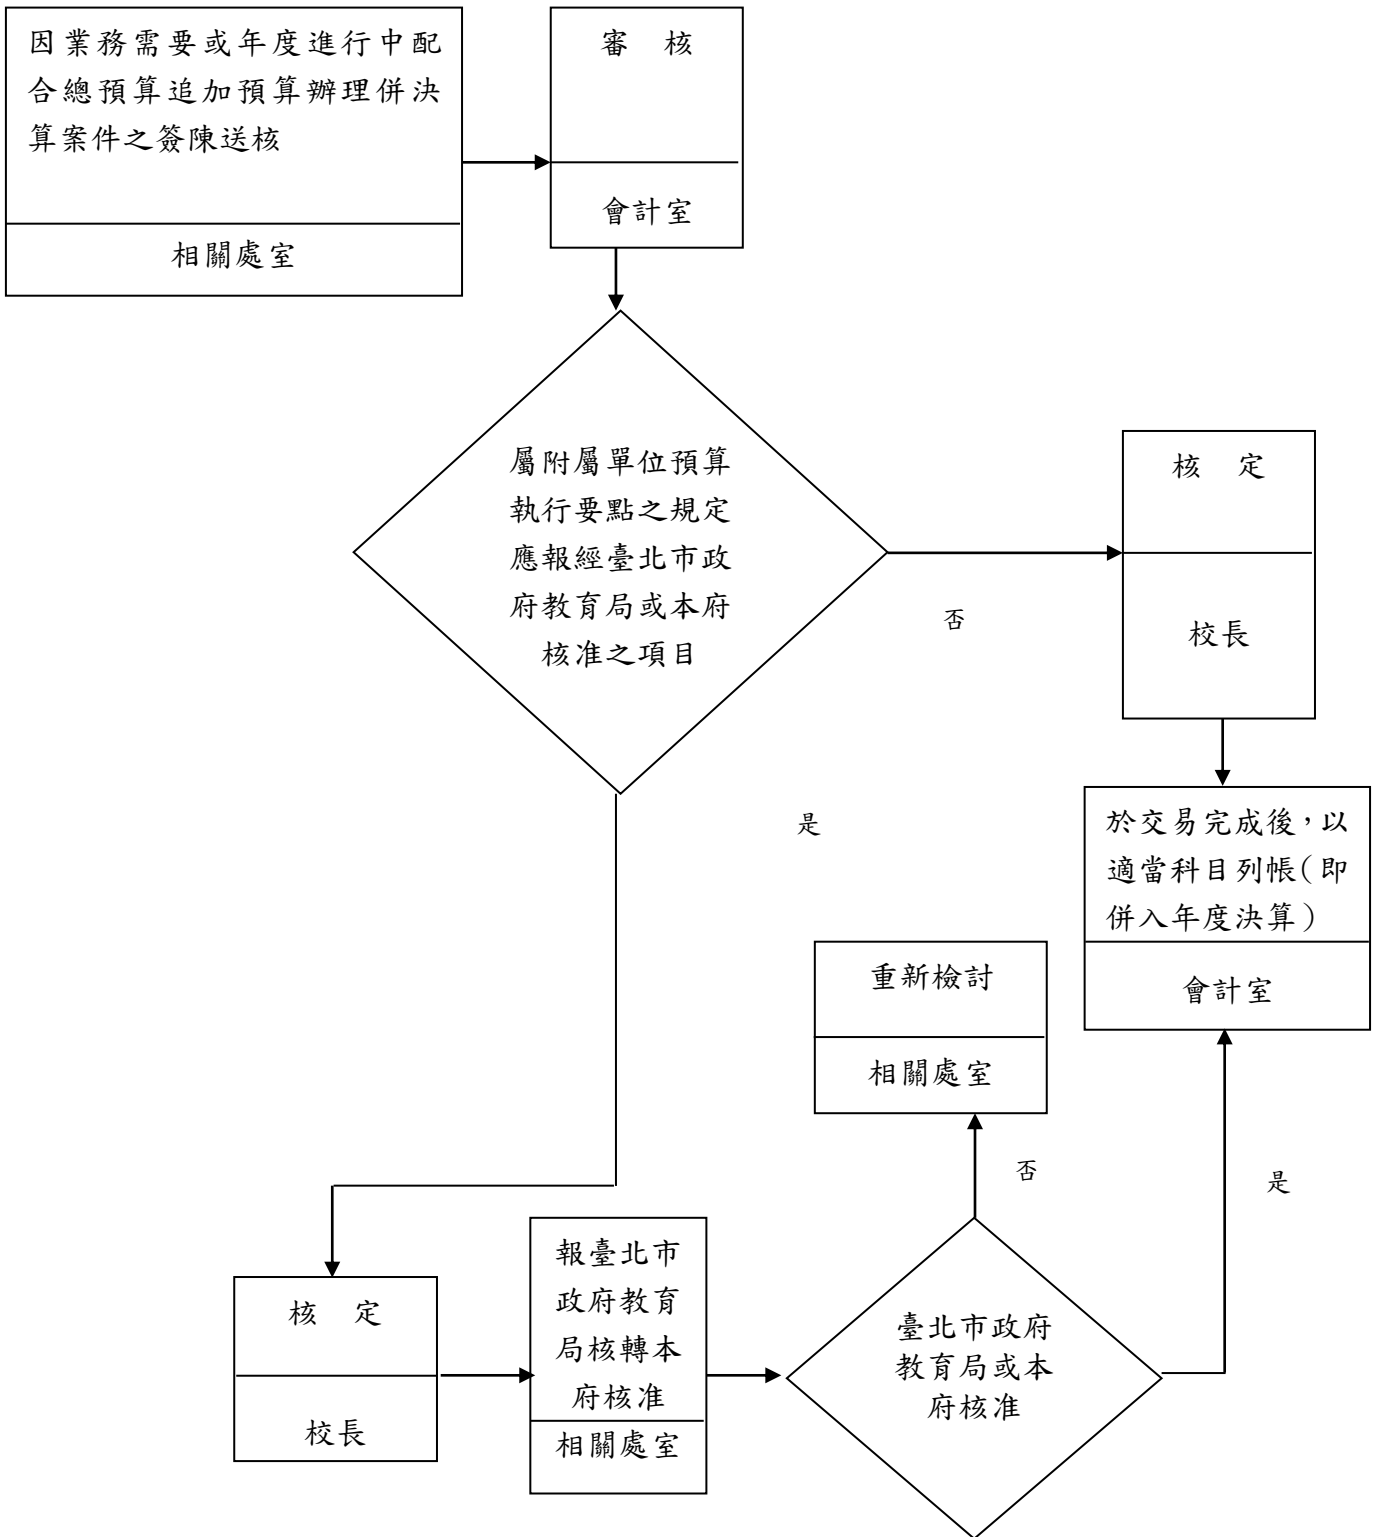 因業務需要或年度進行中配
合總預算追加預算辦理併決
算案件之簽陳送核
相關處室
審　核
會計室
屬附屬單位預算
執行要點之規定
應報經臺北市政
府教育局或本府
核准之項目
否
核　定
校長
是
於交易完成後，以
適當科目列帳（即
併入年度決算）
會計室
重新檢討
相關處室
否
是
核　定
校長
報臺北市
政府教育
局核轉本
府核准
相關處室
臺北市政府
教育局或本
府核准